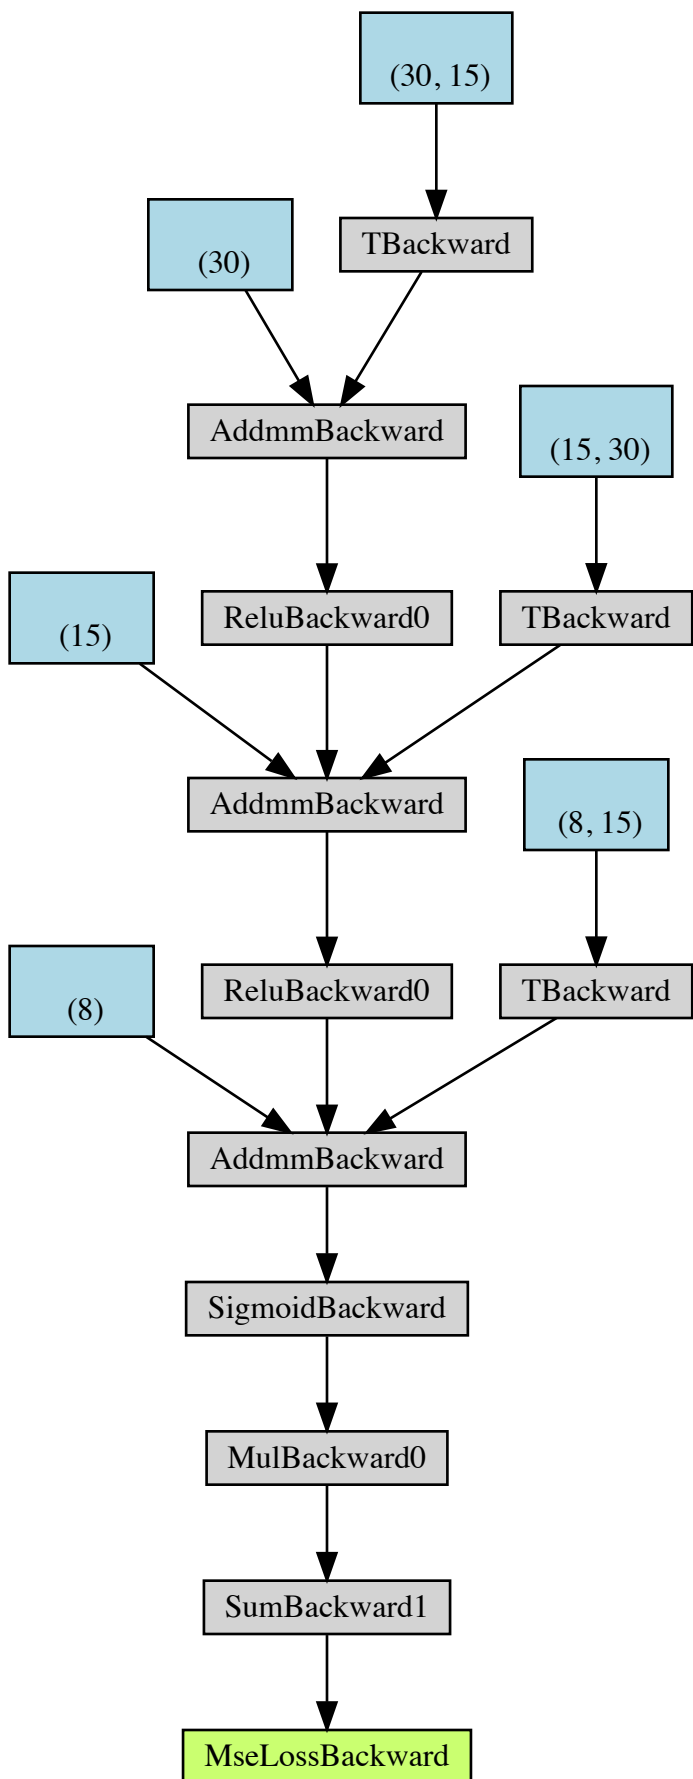 (30, 15)
TBackward
(30)
AddmmBackward
(15, 30)
(15)
ReluBackward0
TBackward
AddmmBackward
(8, 15)
(8)
ReluBackward0
TBackward
AddmmBackward
SigmoidBackward
MulBackward0
SumBackward1
MseLossBackward